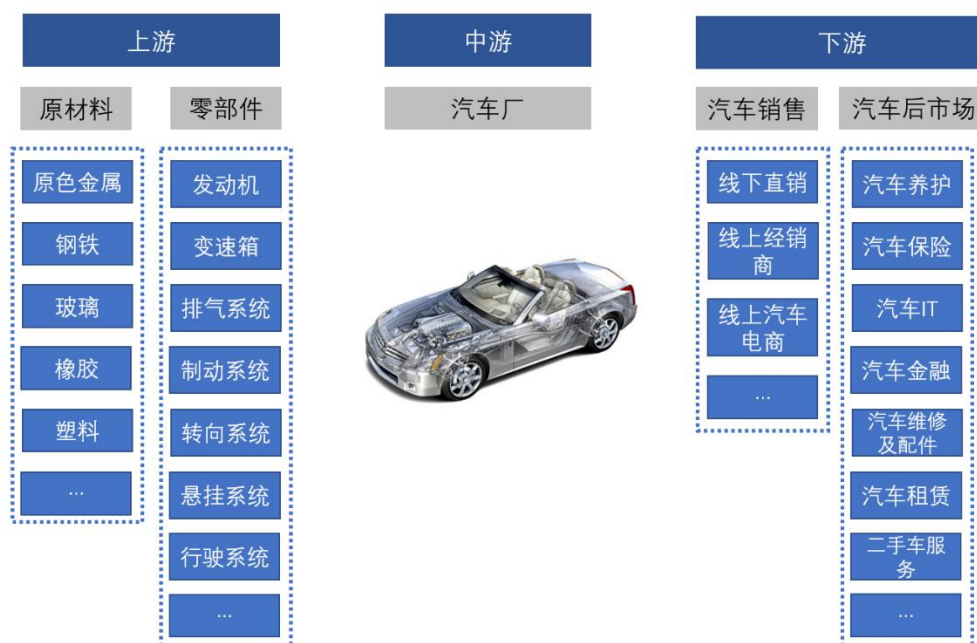 上游
中游
下游
原材料
零部件
汽车厂
汽车销售
汽车后市场
原色金属
钢铁
玻璃
橡胶
塑料
...
发动机
变速箱
排气系统
制动系统
转向系统
悬挂系统
行驶系统
...
线下直销
线上经销
商
线上汽车
电商
...
汽车养护
汽车保险
汽车IT
汽车金融
汽车维修
及配件
汽车租赁
二手车服
务
...